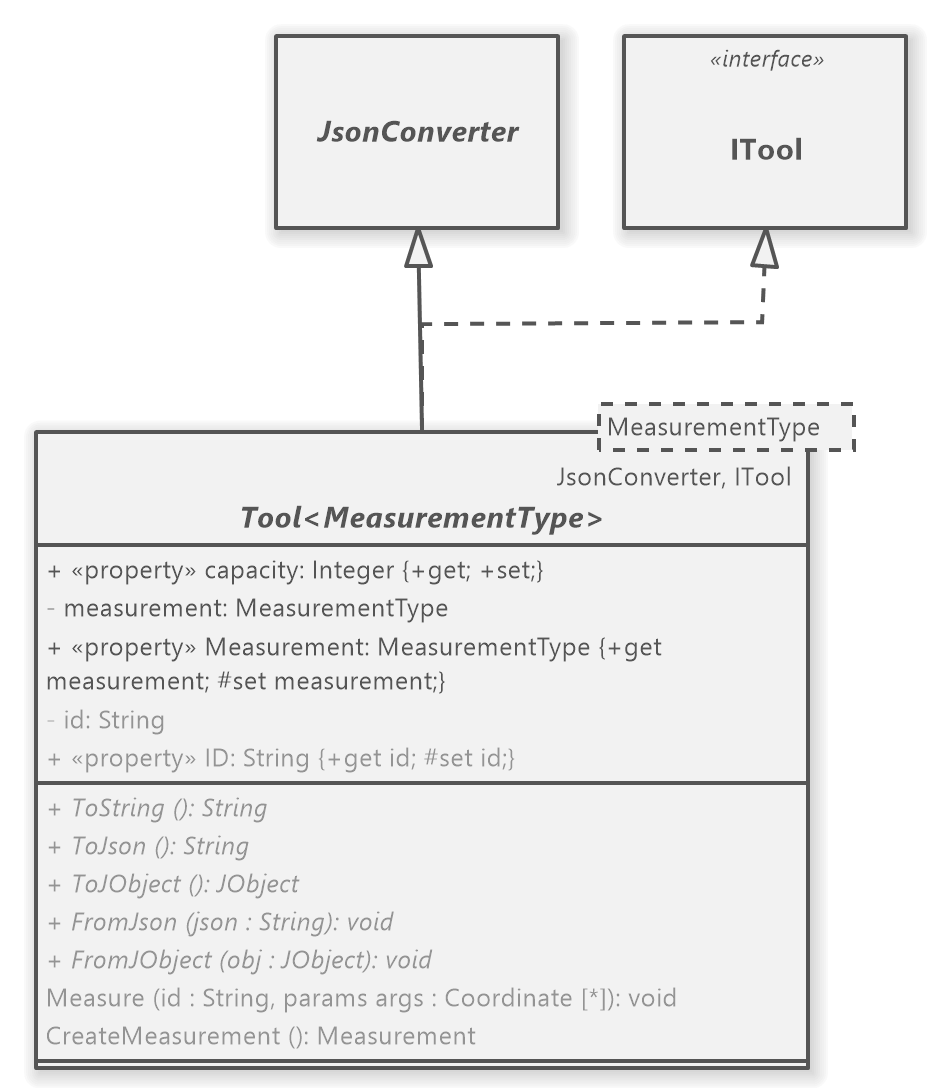 JsonConverter
«interface»
ITool
MeasurementType
JsonConverter, ITool
Tool<MeasurementType>
+ «property» capacity: Integer {+get; +set;}
- measurement: MeasurementType
+ «property» Measurement: MeasurementType {+get
measurement; #set measurement;}
- id: String
+ «property» ID: String {+get id; #set id;}
+ ToString (): String
+ ToJson (): String
+ ToJObject (): JObject
+ FromJson (json : String): void
+ FromJObject (obj : JObject): void
Measure (id : String, params args : Coordinate [*]): void
CreateMeasurement (): Measurement